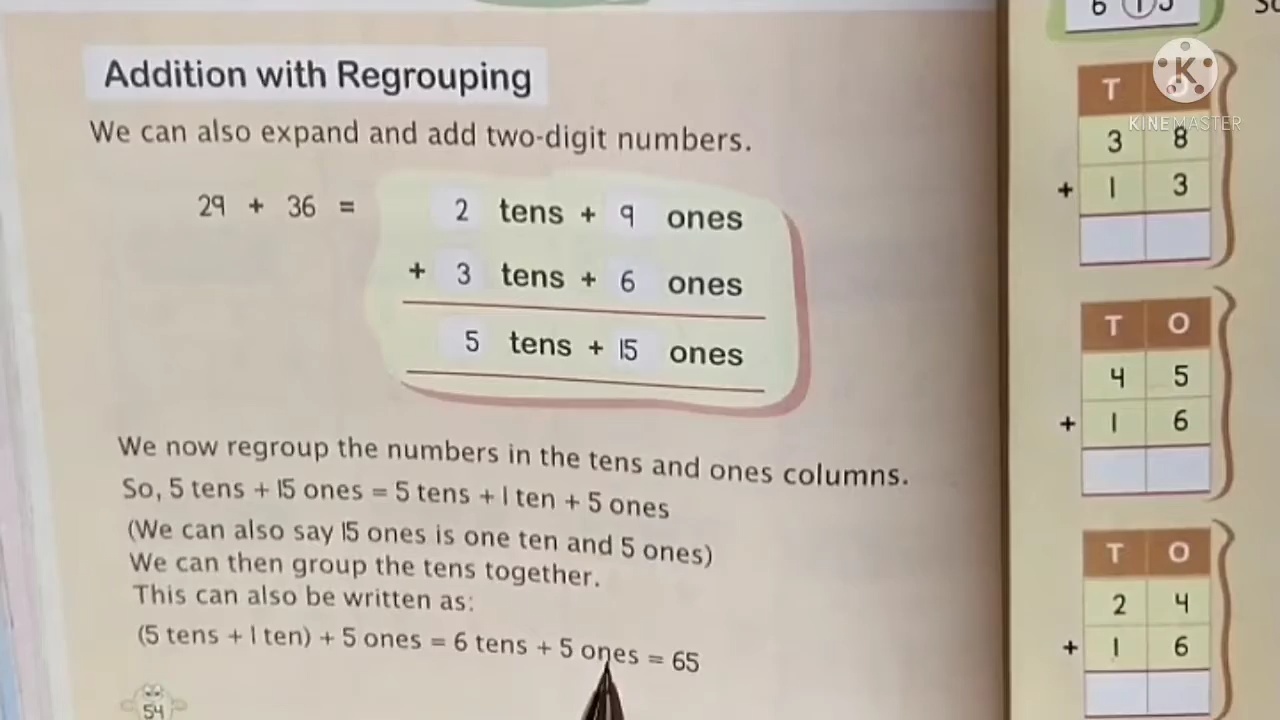 Addition with Regrouping
We can also expand and add two-digit numbers.
29 + 36 = 2 tens + 9 ones
+ 3 tens + 6 ones
5 tens + 15 ones
We now regroup the numbers in the tens and ones columns.
So, 5 tens + 15 ones = 5 tens + 1 ten + 5 ones
(We can also say 15 ones is one ten and 5 ones)
We can then group the tens together.
This can also be written as:
(5 tens + 1 ten) + 5 ones = 6 tens + 5 ones = 65
54
T O
3 8
+ 1 3
T O
4 5
+ 1 6
T O
2 4
+ 1 6
K
KINEMASTER